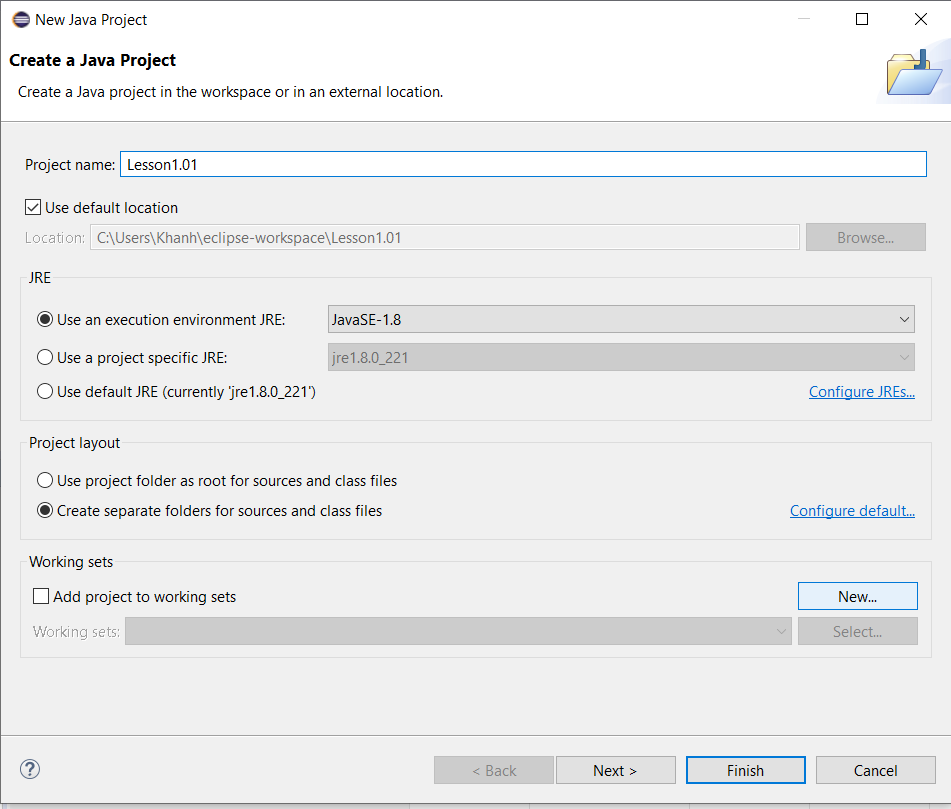 New Java Project
Create a Java Project
Create a Java project in the workspace or in an external location.
Project name: Lesson1.01
Use default location
Location: C:\Users\Khanh\eclipse-workspace\Lesson1.01 Browse...
JRE
Use an execution environment JRE: JavaSE-1.8
Use a project specific JRE: jre1.8.0_221
Use default JRE (currently 'jre1.8.0_221') Configure JREs...
Project layout
Use project folder as root for sources and class files
Create separate folders for sources and class files Configure default...
Working sets
Add project to working sets New...
Working sets: Select...
? < Back Next > Finish Cancel